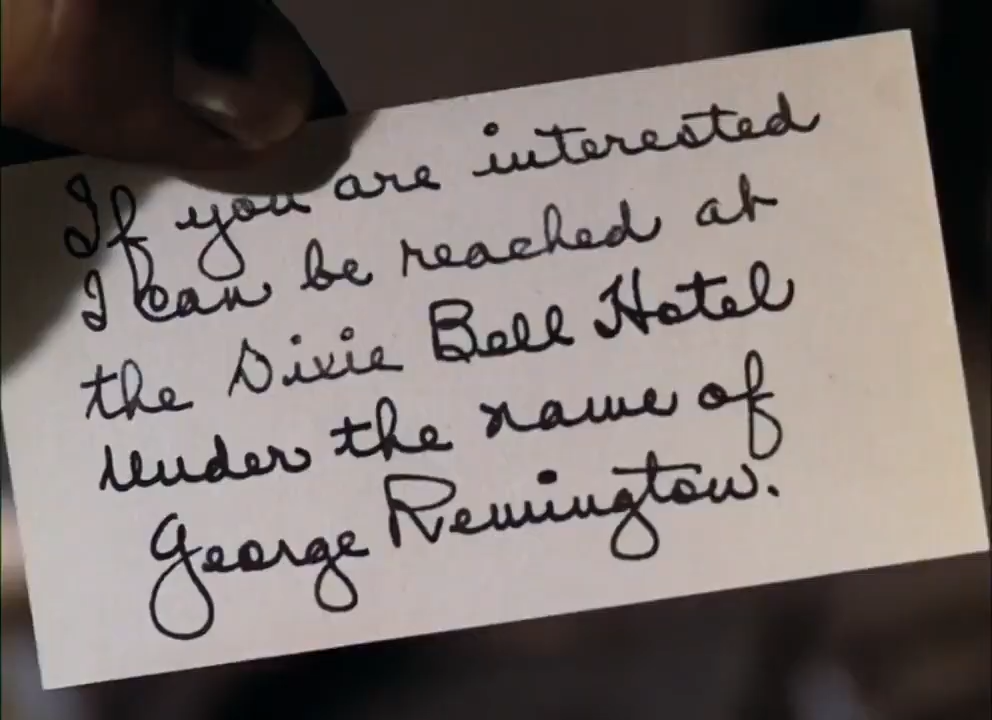 If you are interested
I can be reached at
the Dixie Bell Hotel
under the name of
George Remington.